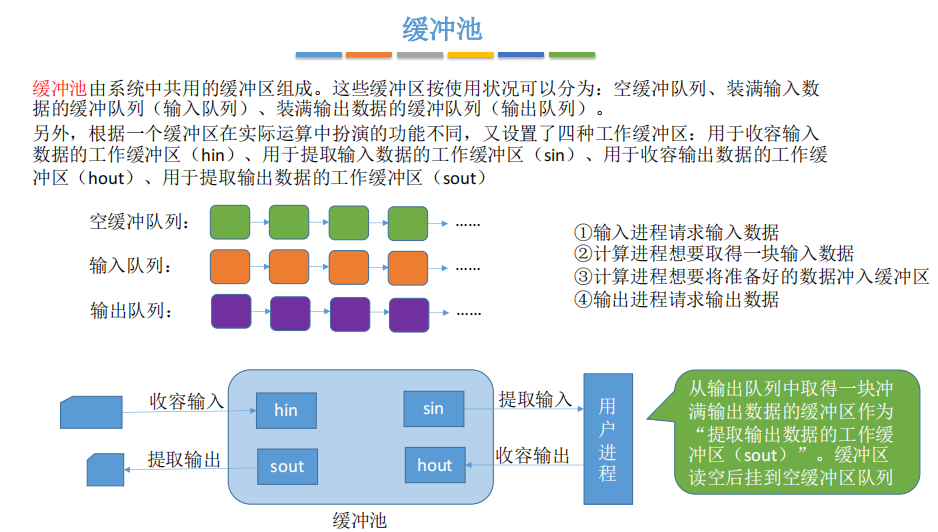 缓冲池
缓冲池由系统中共用的缓冲区组成。这些缓冲区按使用状况可以分为：空缓冲队列、装满输入数
据的缓冲队列（输入队列）、装满输出数据的缓冲队列（输出队列）。
另外，根据一个缓冲区在实际运算中扮演的功能不同，又设置了四种工作缓冲区：用于收容输入
数据的工作缓冲区（hin）、用于提取输入数据的工作缓冲区（sin）、用于收容输出数据的工作缓
冲区（hout）、用于提取输出数据的工作缓冲区（sout）
空缓冲队列：
……
输入队列：
……
输出队列：
……
①输入进程请求输入数据
②计算进程想要取得一块输入数据
③计算进程想要将准备好的数据冲入缓冲区
④输出进程请求输出数据
收容输入
hin
sin
提取输入
提取输出
sout
hout
收容输出
用
户
进
程
缓冲池
从输出队列中取得一块冲
满输出数据的缓冲区作为
“提取输出数据的工作缓
冲区（sout）”。缓冲区
读空后挂到空缓冲区队列